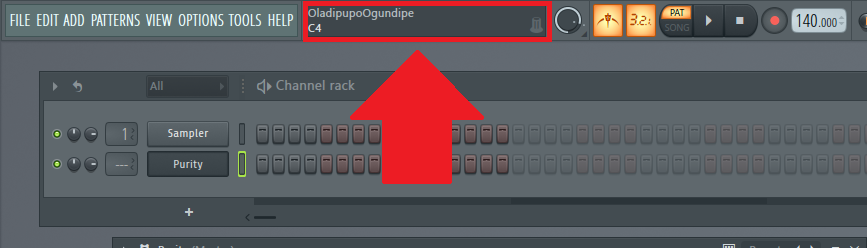 FILE EDIT ADD PATTERNS VIEW OPTIONS TOOLS HELP
OladipupoOgundipe
C4
3.2.
PAT
SONG
140.000
All
Channel rack
1
Sampler
---
Purity
+